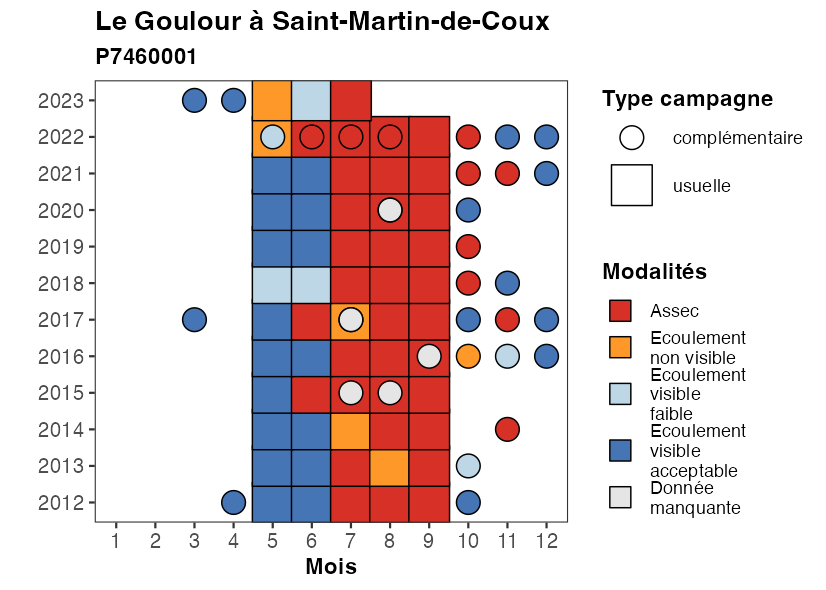 Le Goulour à Saint-Martin-de-Coux
P7460001
2023
2022
2021
2020
2019
2018
2017
2016
2015
2014
2013
2012
1 2 3 4 5 6 7 8 9 10 11 12
Mois
Type campagne
complémentaire
usuelle
Modalités
Assec
Ecoulement
non visible
Ecoulement
visible
faible
Ecoulement
visible
acceptable
Donnée
manquante